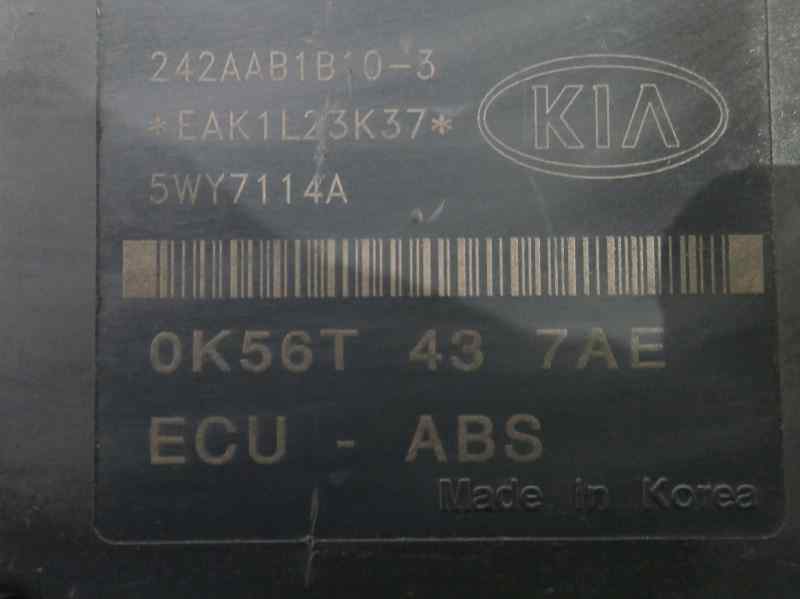 242AAB1B10-3
*EAK1L23K37*
KIA
5WY7114A
0K56T 43 7AE
ECU - ABS
Made in Korea